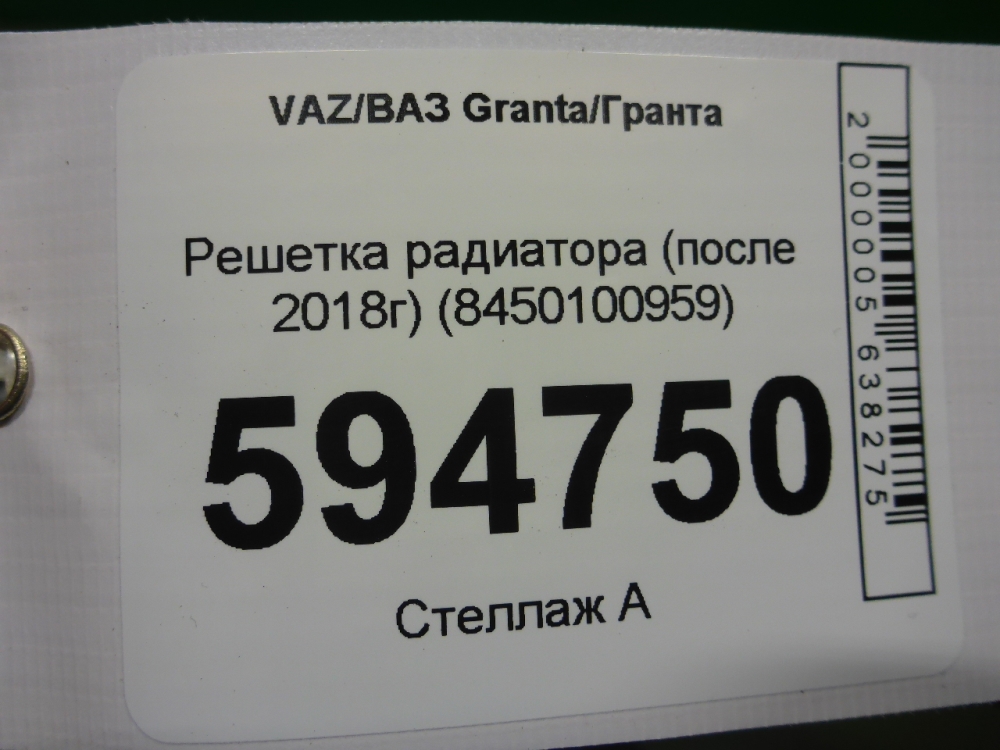 VAZ/ВАЗ Granta/Гранта
Решетка радиатора (после
2018г) (8450100959)
594750
Стеллаж А
2000005638275